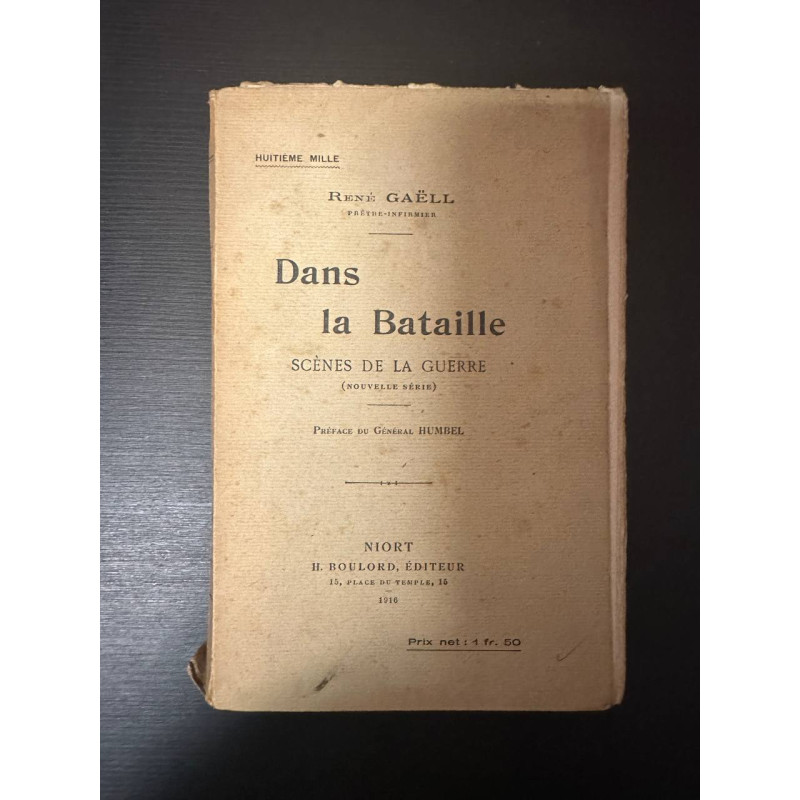 HUITIÈME MILLE
RENÉ GAËLL
PRÊTRE-INFIRMIER
Dans
la Bataille
SCÈNES DE LA GUERRE
(NOUVELLE SÉRIE)
PRÉFACE DU GÉNÉRAL HUMBEL
NIORT
H. BOULORD, ÉDITEUR
15, PLACE DU TEMPLE, 15
1916
Prix net : 1 fr. 50